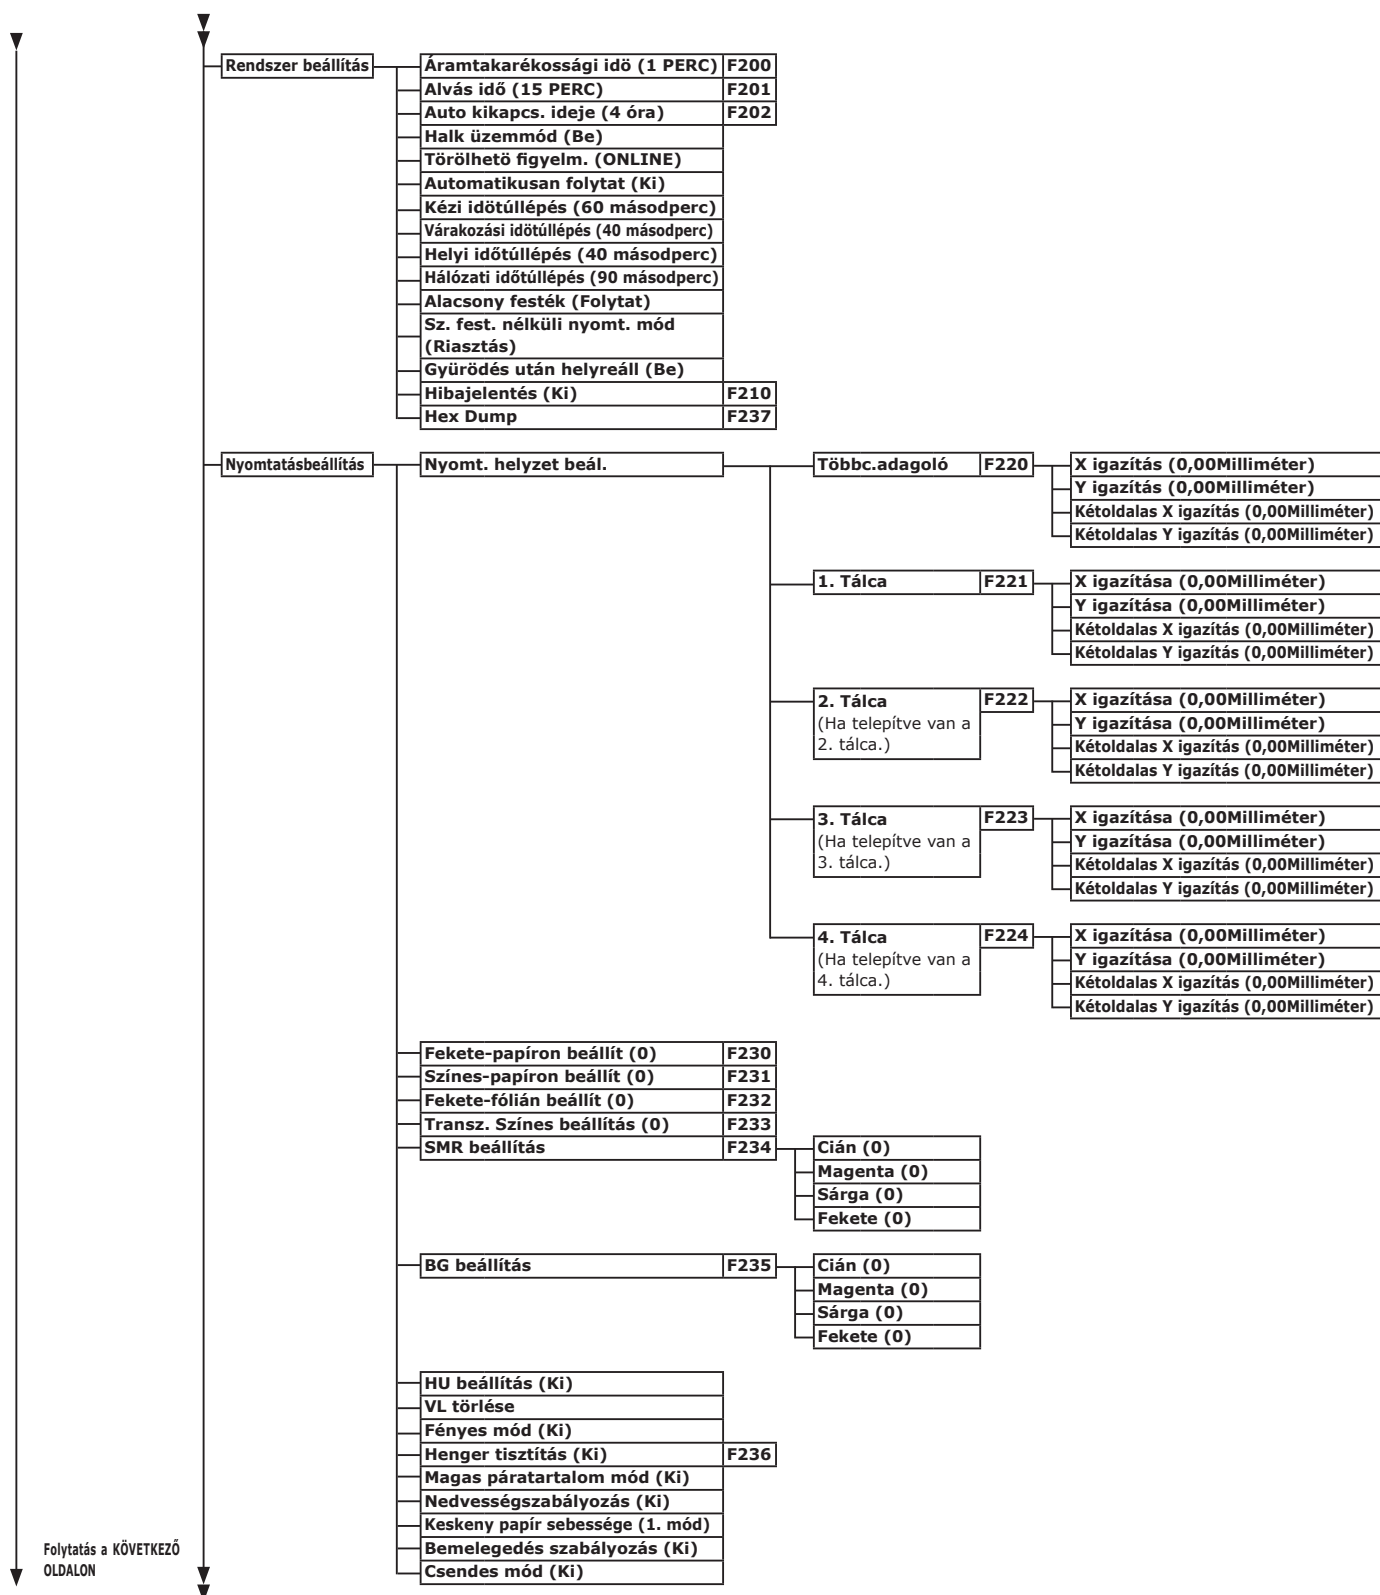 Rendszer beállítás
Áramtakarékossági idö (1 PERC) F200
Alvás idő (15 PERC) F201
Auto kikapcs. ideje (4 óra) F202
Halk üzemmód (Be)
Törölhetö figyelm. (ONLINE)
Automatikusan folytat (Ki)
Kézi idötúllépés (60 másodperc)
Várakozási idötúllépés (40 másodperc)
Helyi időtúllépés (40 másodperc)
Hálózati időtúllépés (90 másodperc)
Alacsony festék (Folytat)
Sz. fest. nélküli nyomt. mód
(Riasztás)
Gyürödés után helyreáll (Be)
Hibajelentés (Ki) F210
Hex Dump F237
Nyomtatásbeállítás
Nyomt. helyzet beál.
Többc.adagoló F220
X igazítás (0,00Milliméter)
Y igazítás (0,00Milliméter)
Kétoldalas X igazítás (0,00Milliméter)
Kétoldalas Y igazítás (0,00Milliméter)
1. Tálca F221
X igazítása (0,00Milliméter)
Y igazítása (0,00Milliméter)
Kétoldalas X igazítás (0,00Milliméter)
Kétoldalas Y igazítás (0,00Milliméter)
2. Tálca F222
(Ha telepítve van a
2. tálca.)
X igazítása (0,00Milliméter)
Y igazítása (0,00Milliméter)
Kétoldalas X igazítás (0,00Milliméter)
Kétoldalas Y igazítás (0,00Milliméter)
3. Tálca F223
(Ha telepítve van a
3. tálca.)
X igazítása (0,00Milliméter)
Y igazítása (0,00Milliméter)
Kétoldalas X igazítás (0,00Milliméter)
Kétoldalas Y igazítás (0,00Milliméter)
4. Tálca F224
(Ha telepítve van a
4. tálca.)
X igazítása (0,00Milliméter)
Y igazítása (0,00Milliméter)
Kétoldalas X igazítás (0,00Milliméter)
Kétoldalas Y igazítás (0,00Milliméter)
Fekete-papíron beállít (0) F230
Színes-papíron beállít (0) F231
Fekete-fólián beállít (0) F232
Transz. Színes beállítás (0) F233
SMR beállítás F234
Cián (0)
Magenta (0)
Sárga (0)
Fekete (0)
BG beállítás F235
Cián (0)
Magenta (0)
Sárga (0)
Fekete (0)
HU beállítás (Ki)
VL törlése
Fényes mód (Ki)
Henger tisztítás (Ki) F236
Magas páratartalom mód (Ki)
Nedvességszabályozás (Ki)
Keskeny papír sebessége (1. mód)
Bemelegedés szabályozás (Ki)
Csendes mód (Ki)
Folytatás a KÖVETKEZŐ
OLDALON